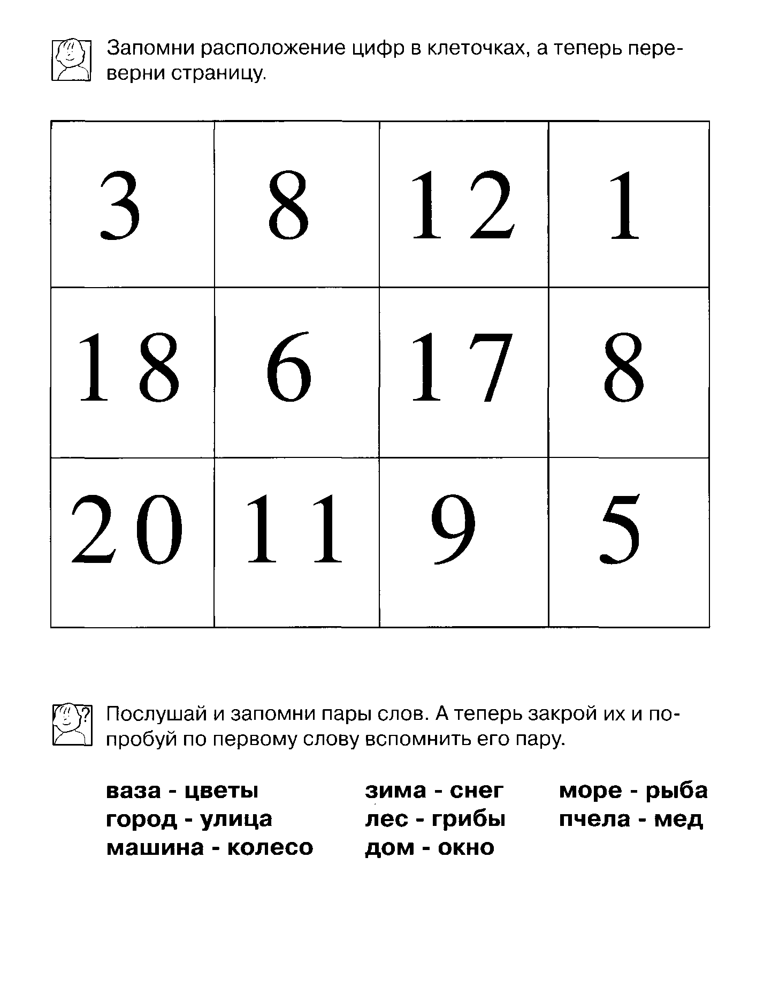 Запомни расположение цифр в клеточках, а теперь пере-
верни страницу.
3 8 12 1
18 6 17 8
20 11 9 5
?
Послушай и запомни пары слов. А теперь закрой их и по-
пробуй по первому слову вспомнить его пару.
ваза - цветы зима - снег море - рыба
город - улица лес - грибы пчела - мед
машина - колесо дом - окно